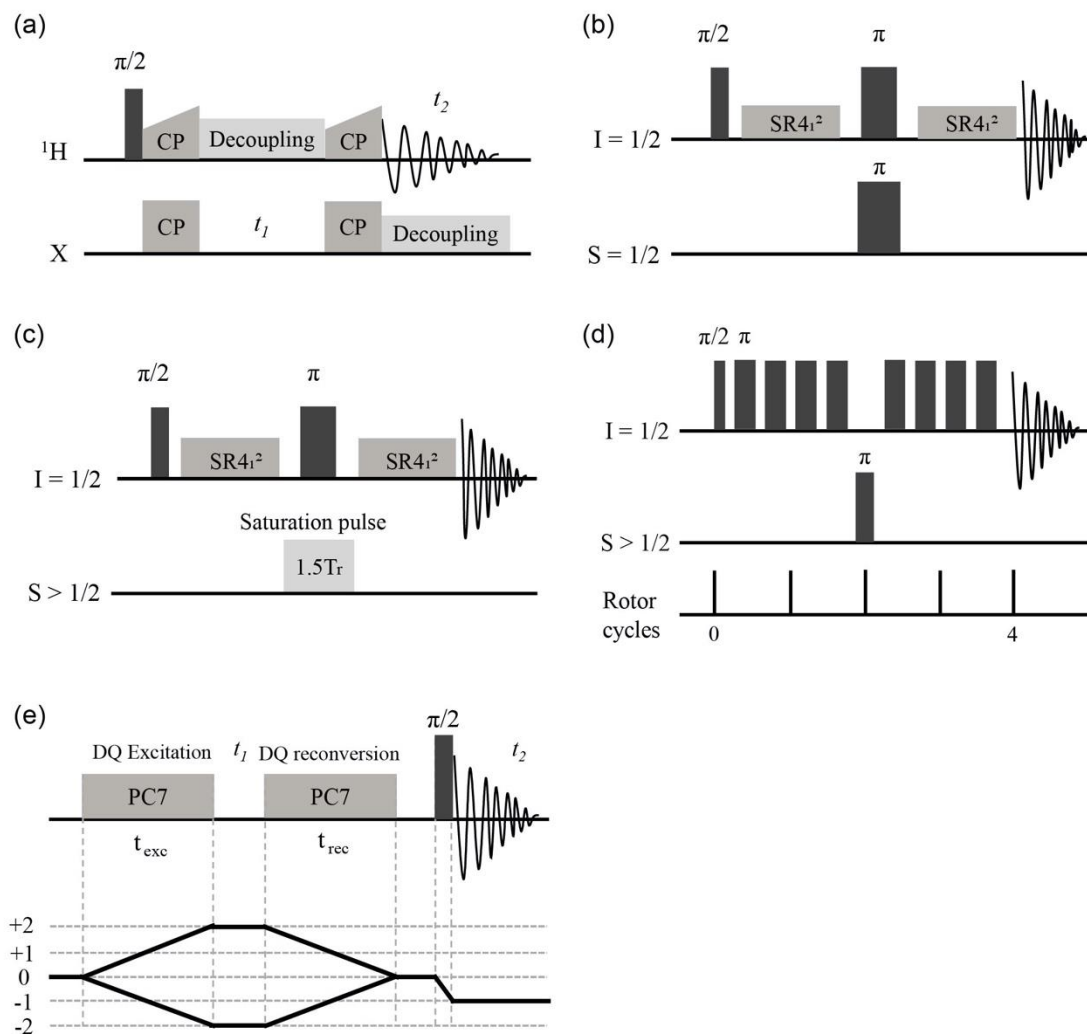 (a)
π/2
t₂
CP
Decoupling
CP
¹H
CP
t₁
CP
Decoupling
X
(b)
π/2
π
SR4₁²
SR4₁²
I = 1/2
π
S = 1/2
(c)
π/2
π
SR4₁²
SR4₁²
I = 1/2
Saturation pulse
1.5Tr
S > 1/2
(d)
π/2 π
I = 1/2
π
S > 1/2
Rotor
cycles
0 4
(e)
π/2
DQ Excitation t₁ DQ reconversion t₂
PC7 PC7
t_exc t_rec
+2
+1
0
-1
-2